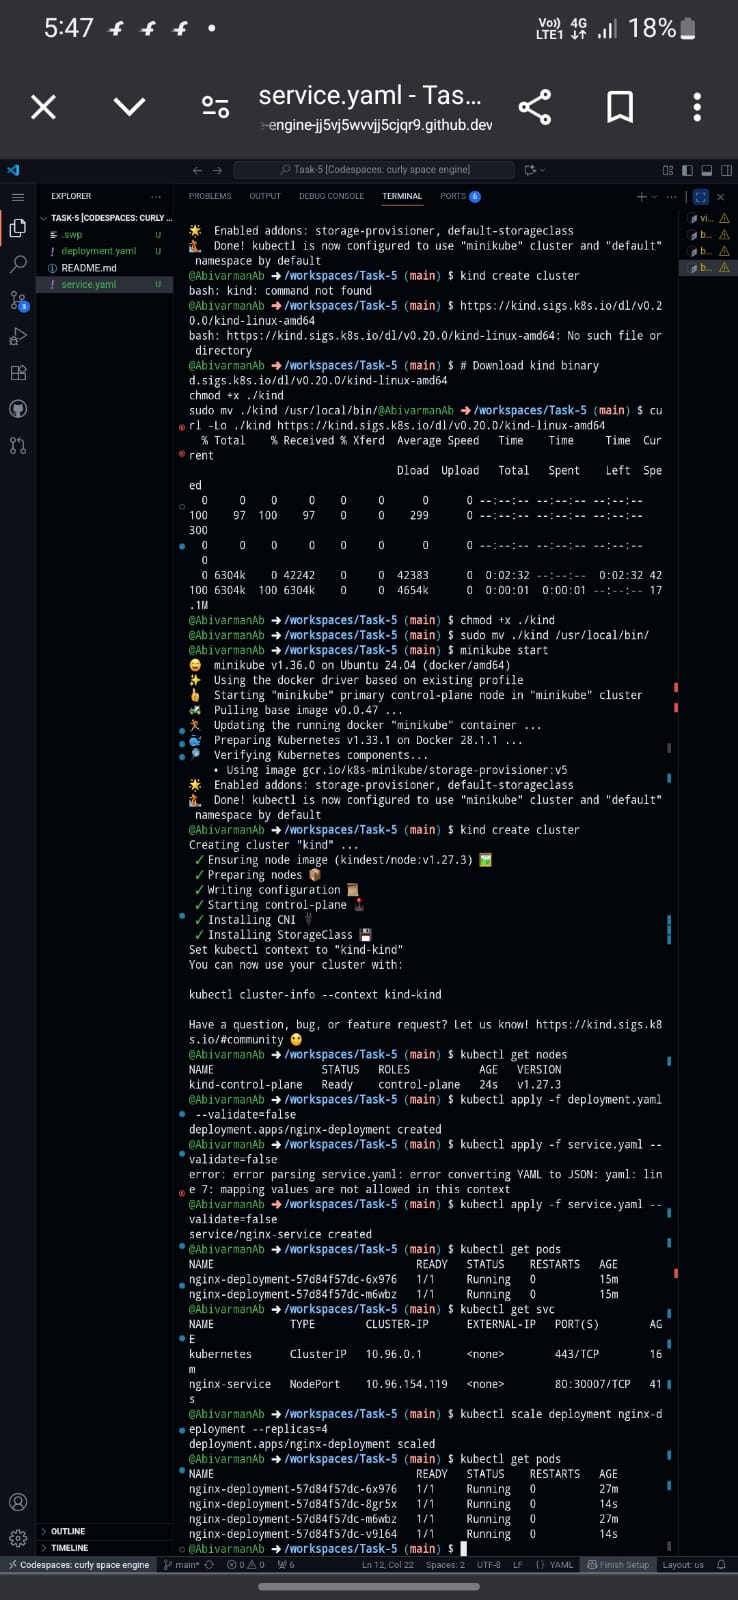 5:47
Vo))
LTE1
4G
18%
service.yaml - Tas...
-engine-jj5vj5wvvjj5cjqr9.github.dev
Task-5 [Codespaces: curly space engine]
EXPLORER
PROBLEMS OUTPUT DEBUG CONSOLE TERMINAL PORTS 6
TASK-5 [CODESPACES: CURLY ...
.swp U
deployment.yaml U
README.md
service.yaml U
3
vi...
b...
b...
b...
Enabled addons: storage-provisioner, default-storageclass
Done! kubectl is now configured to use "minikube" cluster and "default"
namespace by default
@AbivarmanAb ➜ /workspaces/Task-5 (main) $ kind create cluster
bash: kind: command not found
@AbivarmanAb ➜ /workspaces/Task-5 (main) $ https://kind.sigs.k8s.io/dl/v0.2
0.0/kind-linux-amd64
bash: https://kind.sigs.k8s.io/dl/v0.20.0/kind-linux-amd64: No such file or
directory
@AbivarmanAb ➜ /workspaces/Task-5 (main) $ # Download kind binary
d.sigs.k8s.io/dl/v0.20.0/kind-linux-amd64
chmod +x ./kind
sudo mv ./kind /usr/local/bin/@AbivarmanAb ➜ /workspaces/Task-5 (main) $ cu
rl -Lo ./kind https://kind.sigs.k8s.io/dl/v0.20.0/kind-linux-amd64
% Total % Received % Xferd Average Speed Time Time Time Cur
rent
Dload Upload Total Spent Left Spe
ed
0 0 0 0 0 0 0 0 --:--:-- --:--:-- --:--:--
100 97 100 97 0 0 299 0 --:--:-- --:--:-- --:--:--
300
0 0 0 0 0 0 0 0 --:--:-- --:--:-- --:--:--
0
0 6304k 0 42242 0 0 42383 0 0:02:32 --:--:-- 0:02:32 42
100 6304k 100 6304k 0 0 4654k 0 0:00:01 0:00:01 --:--:-- 17
.1M
@AbivarmanAb ➜ /workspaces/Task-5 (main) $ chmod +x ./kind
@AbivarmanAb ➜ /workspaces/Task-5 (main) $ sudo mv ./kind /usr/local/bin/
@AbivarmanAb ➜ /workspaces/Task-5 (main) $ minikube start
minikube v1.36.0 on Ubuntu 24.04 (docker/amd64)
Using the docker driver based on existing profile
Starting "minikube" primary control-plane node in "minikube" cluster
Pulling base image v0.0.47 ...
Updating the running docker "minikube" container ...
Preparing Kubernetes v1.33.1 on Docker 28.1.1 ...
Verifying Kubernetes components...
• Using image gcr.io/k8s-minikube/storage-provisioner:v5
Enabled addons: storage-provisioner, default-storageclass
Done! kubectl is now configured to use "minikube" cluster and "default"
namespace by default
@AbivarmanAb ➜ /workspaces/Task-5 (main) $ kind create cluster
Creating cluster "kind" ...
✓ Ensuring node image (kindest/node:v1.27.3)
✓ Preparing nodes
✓ Writing configuration
✓ Starting control-plane
✓ Installing CNI
✓ Installing StorageClass
Set kubectl context to "kind-kind"
You can now use your cluster with:
kubectl cluster-info --context kind-kind
Have a question, bug, or feature request? Let us know! https://kind.sigs.k8
s.io/#community
@AbivarmanAb ➜ /workspaces/Task-5 (main) $ kubectl get nodes
NAME STATUS ROLES AGE VERSION
kind-control-plane Ready control-plane 24s v1.27.3
@AbivarmanAb ➜ /workspaces/Task-5 (main) $ kubectl apply -f deployment.yaml
--validate=false
deployment.apps/nginx-deployment created
@AbivarmanAb ➜ /workspaces/Task-5 (main) $ kubectl apply -f service.yaml --
validate=false
error: error parsing service.yaml: error converting YAML to JSON: yaml: lin
e 7: mapping values are not allowed in this context
@AbivarmanAb ➜ /workspaces/Task-5 (main) $ kubectl apply -f service.yaml --
validate=false
service/nginx-service created
@AbivarmanAb ➜ /workspaces/Task-5 (main) $ kubectl get pods
NAME READY STATUS RESTARTS AGE
nginx-deployment-57d84f57dc-6x976 1/1 Running 0 15m
nginx-deployment-57d84f57dc-m6wbz 1/1 Running 0 15m
@AbivarmanAb ➜ /workspaces/Task-5 (main) $ kubectl get svc
NAME TYPE CLUSTER-IP EXTERNAL-IP PORT(S) AG
E
kubernetes ClusterIP 10.96.0.1 <none> 443/TCP 16
m
nginx-service NodePort 10.96.154.119 <none> 80:30007/TCP 41
s
@AbivarmanAb ➜ /workspaces/Task-5 (main) $ kubectl scale deployment nginx-d
eployment --replicas=4
deployment.apps/nginx-deployment scaled
@AbivarmanAb ➜ /workspaces/Task-5 (main) $ kubectl get pods
NAME READY STATUS RESTARTS AGE
nginx-deployment-57d84f57dc-6x976 1/1 Running 0 27m
nginx-deployment-57d84f57dc-8gr5x 1/1 Running 0 14s
nginx-deployment-57d84f57dc-m6wbz 1/1 Running 0 27m
nginx-deployment-57d84f57dc-v9l64 1/1 Running 0 14s
@AbivarmanAb ➜ /workspaces/Task-5 (main) $
OUTLINE
TIMELINE
Codespaces: curly space engine main* 0 0 6 Ln 12, Col 22 Spaces: 2 UTF-8 LF {} YAML Finish Setup Layout: us